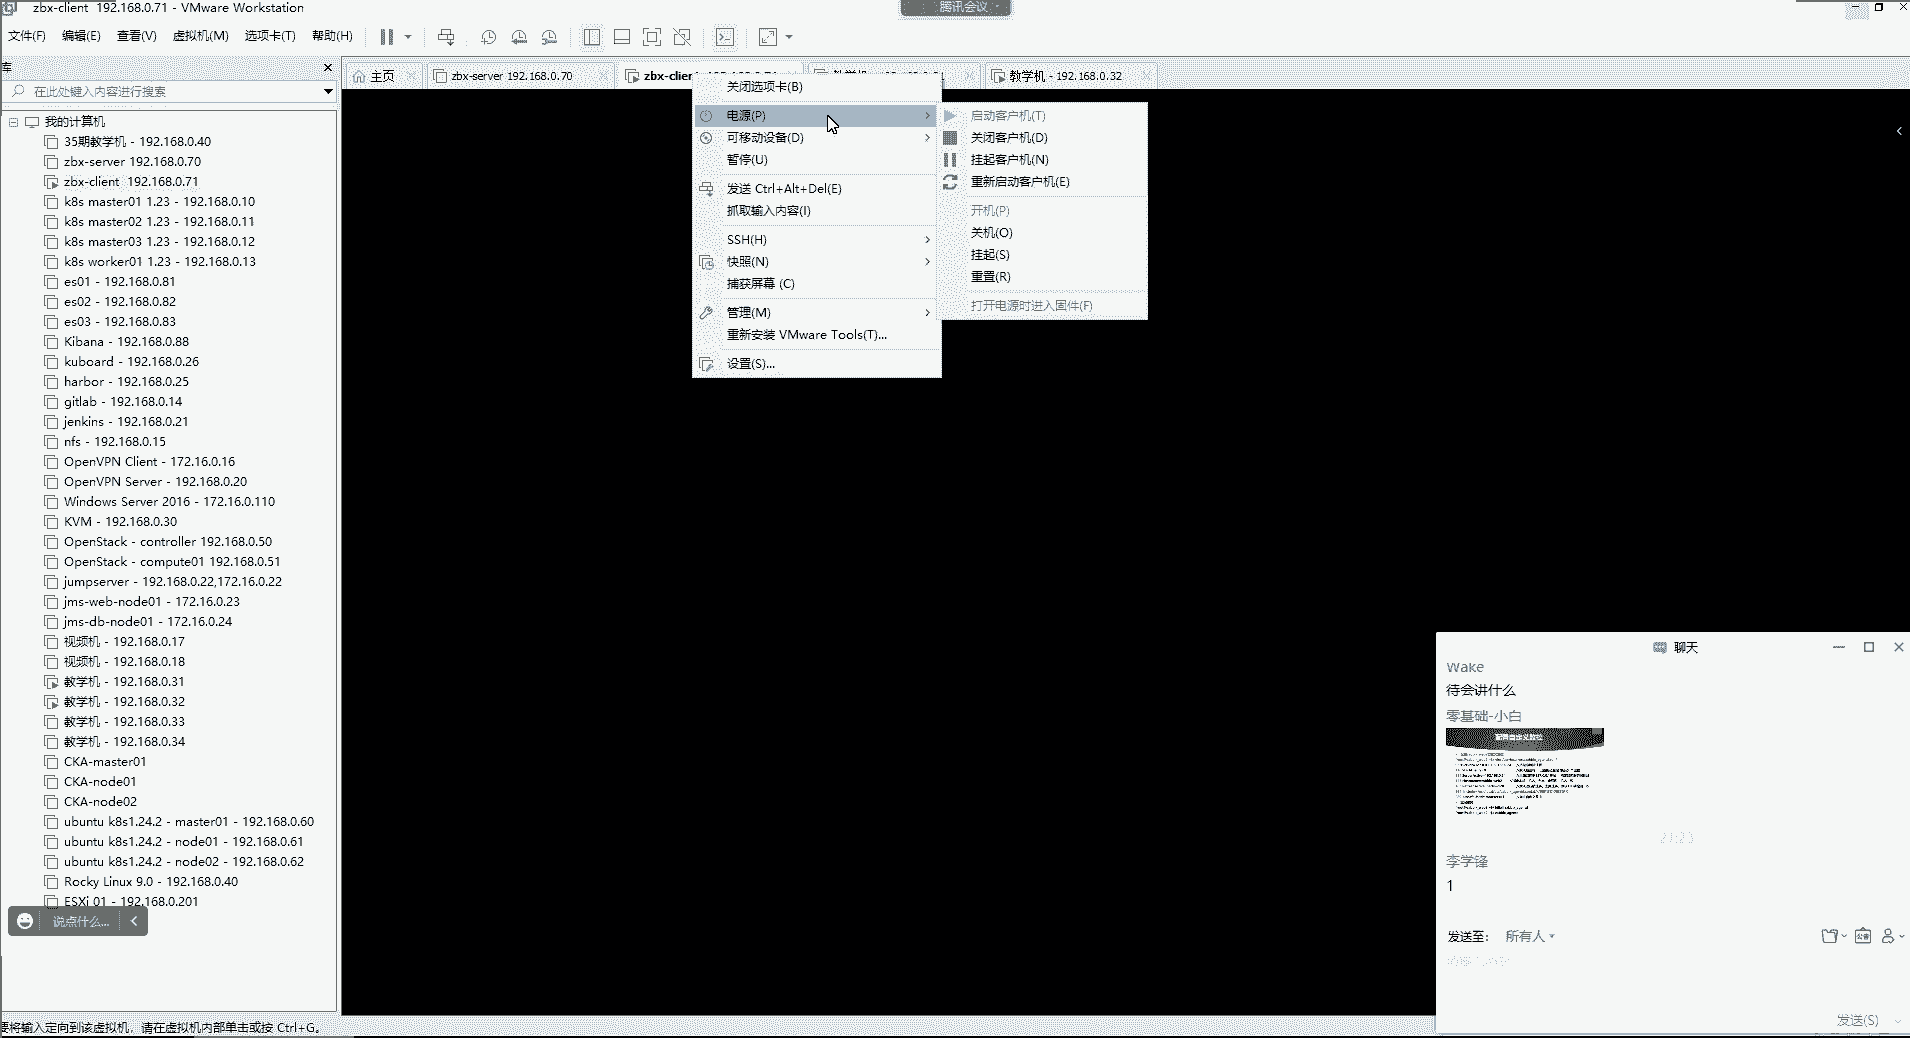 zbx-client 192.168.0.71 - VMware Workstation
腾讯会议
文件(F) 编辑(E) 查看(V) 虚拟机(M) 选项卡(T) 帮助(H)
库
主页
zbx-server 192.168.0.70
教学机 - 192.168.0.32
在此处键入内容进行搜索
我的计算机
35期教学机 - 192.168.0.40
zbx-server 192.168.0.70
zbx-client 192.168.0.71
k8s master01 1.23 - 192.168.0.10
k8s master02 1.23 - 192.168.0.11
k8s master03 1.23 - 192.168.0.12
k8s worker01 1.23 - 192.168.0.13
es01 - 192.168.0.81
es02 - 192.168.0.82
es03 - 192.168.0.83
Kibana - 192.168.0.88
kuboard - 192.168.0.26
harbor - 192.168.0.25
gitlab - 192.168.0.14
jenkins - 192.168.0.21
nfs - 192.168.0.15
OpenVPN Client - 172.16.0.16
OpenVPN Server - 192.168.0.20
Windows Server 2016 - 172.16.0.110
KVM - 192.168.0.30
OpenStack - controller 192.168.0.50
OpenStack - compute01 192.168.0.51
jumpserver - 192.168.0.22,172.16.0.22
jms-web-node01 - 172.16.0.23
jms-db-node01 - 172.16.0.24
视频机 - 192.168.0.17
视频机 - 192.168.0.18
教学机 - 192.168.0.31
教学机 - 192.168.0.32
教学机 - 192.168.0.33
教学机 - 192.168.0.34
CKA-master01
CKA-node01
CKA-node02
ubuntu k8s1.24.2 - master01 - 192.168.0.60
ubuntu k8s1.24.2 - node01 - 192.168.0.61
ubuntu k8s1.24.2 - node02 - 192.168.0.62
Rocky Linux 9.0 - 192.168.0.40
ESXi 01 - 192.168.0.201
说点什么...
要将输入定向到该虚拟机，请在虚拟机内部单击或按 Ctrl+G。
关闭选项卡(B)
电源(P)
可移动设备(D)
暂停(U)
发送 Ctrl+Alt+Del(E)
抓取输入内容(I)
SSH(H)
快照(N)
捕获屏幕 (C)
管理(M)
重新安装 VMware Tools(T)...
设置(S)...
启动客户机(T)
关闭客户机(D)
挂起客户机(N)
重新启动客户机(E)
开机(P)
关机(O)
挂起(S)
重置(R)
打开电源时进入固件(F)
聊天
Wake
待会讲什么
零基础-小白
李学锋
1
发送至: 所有人
发送(S)